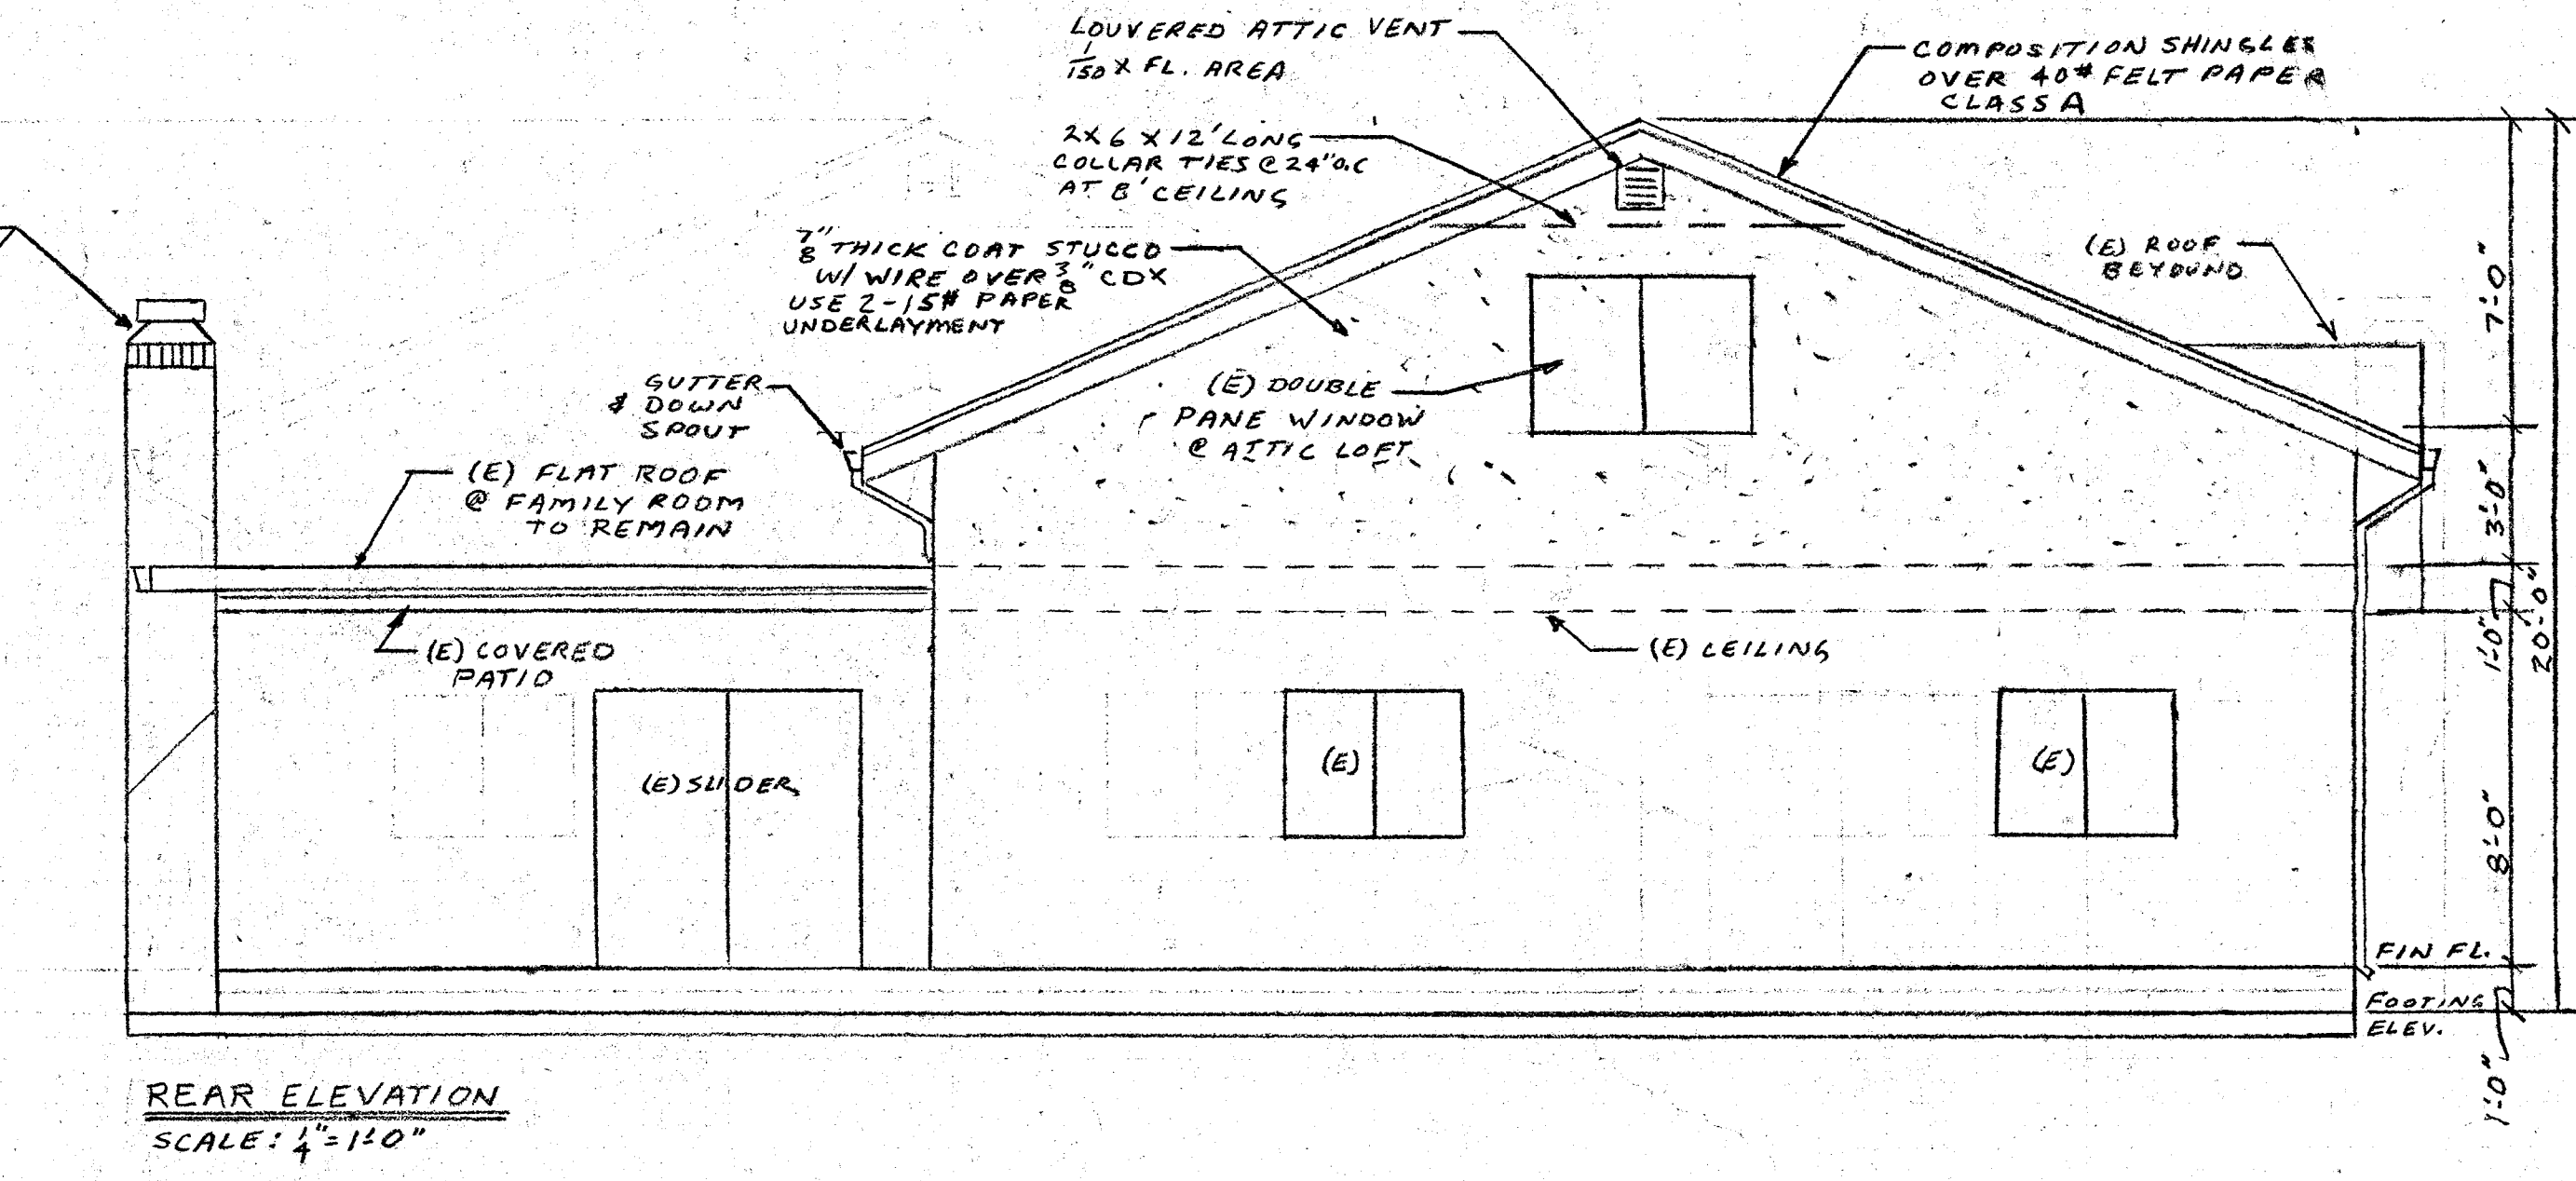 LOUVERED ATTIC VENT
1/150 X FL. AREA
COMPOSITION SHINGLES
OVER 40# FELT PAPER
CLASS A
2X6 X 12' LONG
COLLAR TIES @ 24" O.C
AT 8' CEILING
7/8" THICK COAT STUCCO
W/ WIRE OVER 3/8" CDX
USE 2-15# PAPER
UNDERLAYMENT
(E) ROOF
BEYOUND
GUTTER
& DOWN
SPOUT
(E) DOUBLE
PANE WINDOW
@ ATTIC LOFT
(E) FLAT ROOF
@ FAMILY ROOM
TO REMAIN
(E) COVERED
PATIO
(E) CEILING
(E) SLIDER
(E)
(E)
7'-0"
3'-0"
1'-0"
20'-0"
8'-0"
FIN FL.
FOOTING
ELEV.
1'-0"
REAR ELEVATION
SCALE: 1/4" = 1'-0"